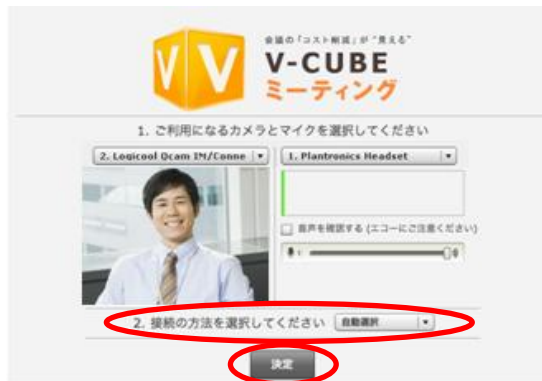 会議の「コスト削減」が“見える”
V V
V-CUBE
ミーティング
1. ご利用になるカメラとマイクを選択してください
2. Logicool Qcam IM/Conne
1. Plantronics Headset
音声を確認する (エコーにご注意ください)
2. 接続の方法を選択してください 自動選択
決定